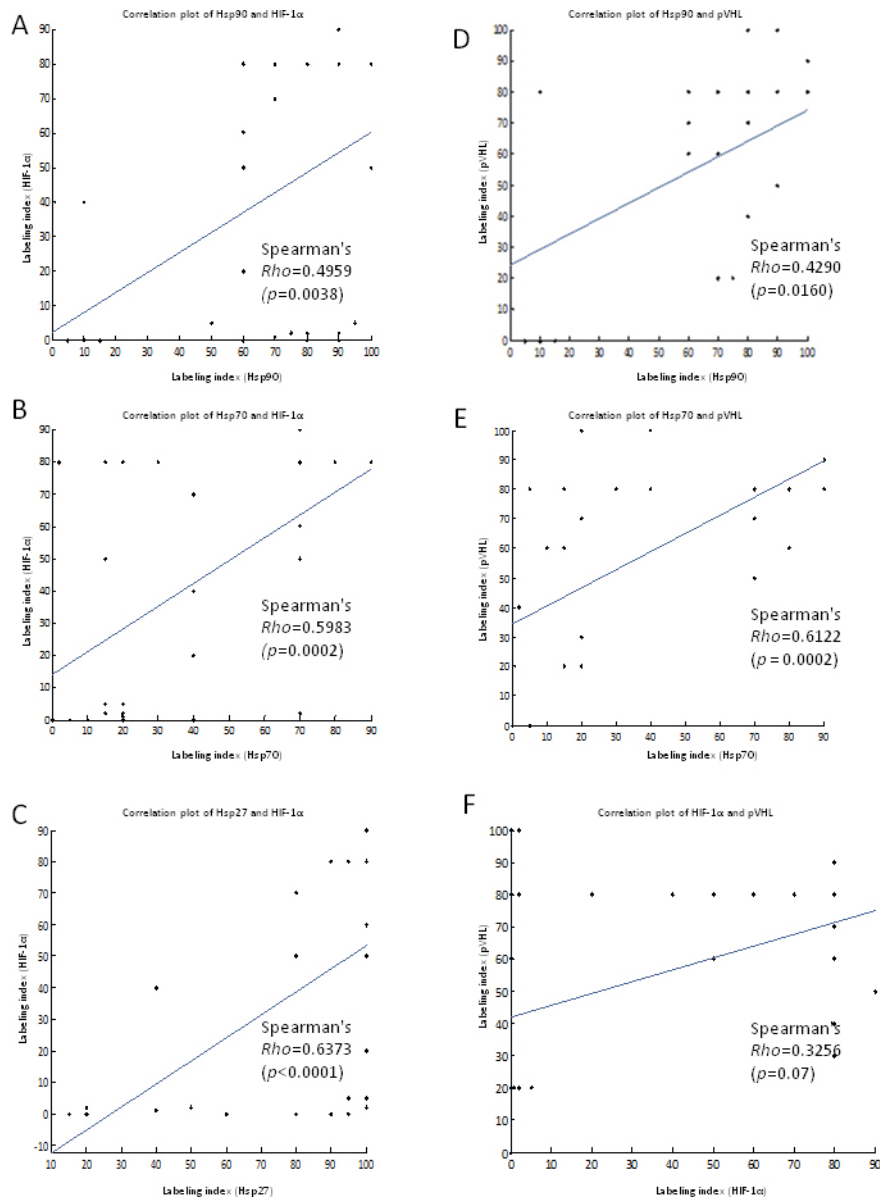 A
Correlation plot of Hsp90 and HIF-1α
Labeling index (HIF-1α)
90
80
70
60
50
40
30
20
10
0
Spearman's
Rho=0.4959
(p=0.0038)
0 10 20 30 40 50 60 70 80 90 100
Labeling index (Hsp90)
B
Correlation plot of Hsp70 and HIF-1α
Labeling index (HIF-1α)
90
80
70
60
50
40
30
20
10
0
Spearman's
Rho=0.5983
(p=0.0002)
0 10 20 30 40 50 60 70 80 90
Labeling index (Hsp70)
C
Correlation plot of Hsp27 and HIF-1α
Labeling index (HIF-1α)
90
80
70
60
50
40
30
20
10
0
-10
Spearman's
Rho=0.6373
(p<0.0001)
10 20 30 40 50 60 70 80 90 100
Labeling index (Hsp27)
D
Correlation plot of Hsp90 and pVHL
Labeling index (pVHL)
100
90
80
70
60
50
40
30
20
10
0
Spearman's
Rho=0.4290
(p=0.0160)
0 10 20 30 40 50 60 70 80 90 100
Labeling index (Hsp90)
E
Correlation plot of Hsp70 and pVHL
Labeling index (pVHL)
100
90
80
70
60
50
40
30
20
10
0
Spearman's
Rho=0.6122
(p = 0.0002)
0 10 20 30 40 50 60 70 80 90
Labeling index (Hsp70)
F
Correlation plot of HIF-1α and pVHL
Labeling index (pVHL)
100
90
80
70
60
50
40
30
20
10
0
Spearman's
Rho=0.3256
(p=0.07)
0 10 20 30 40 50 60 70 80 90
Labeling index (HIF-1α)